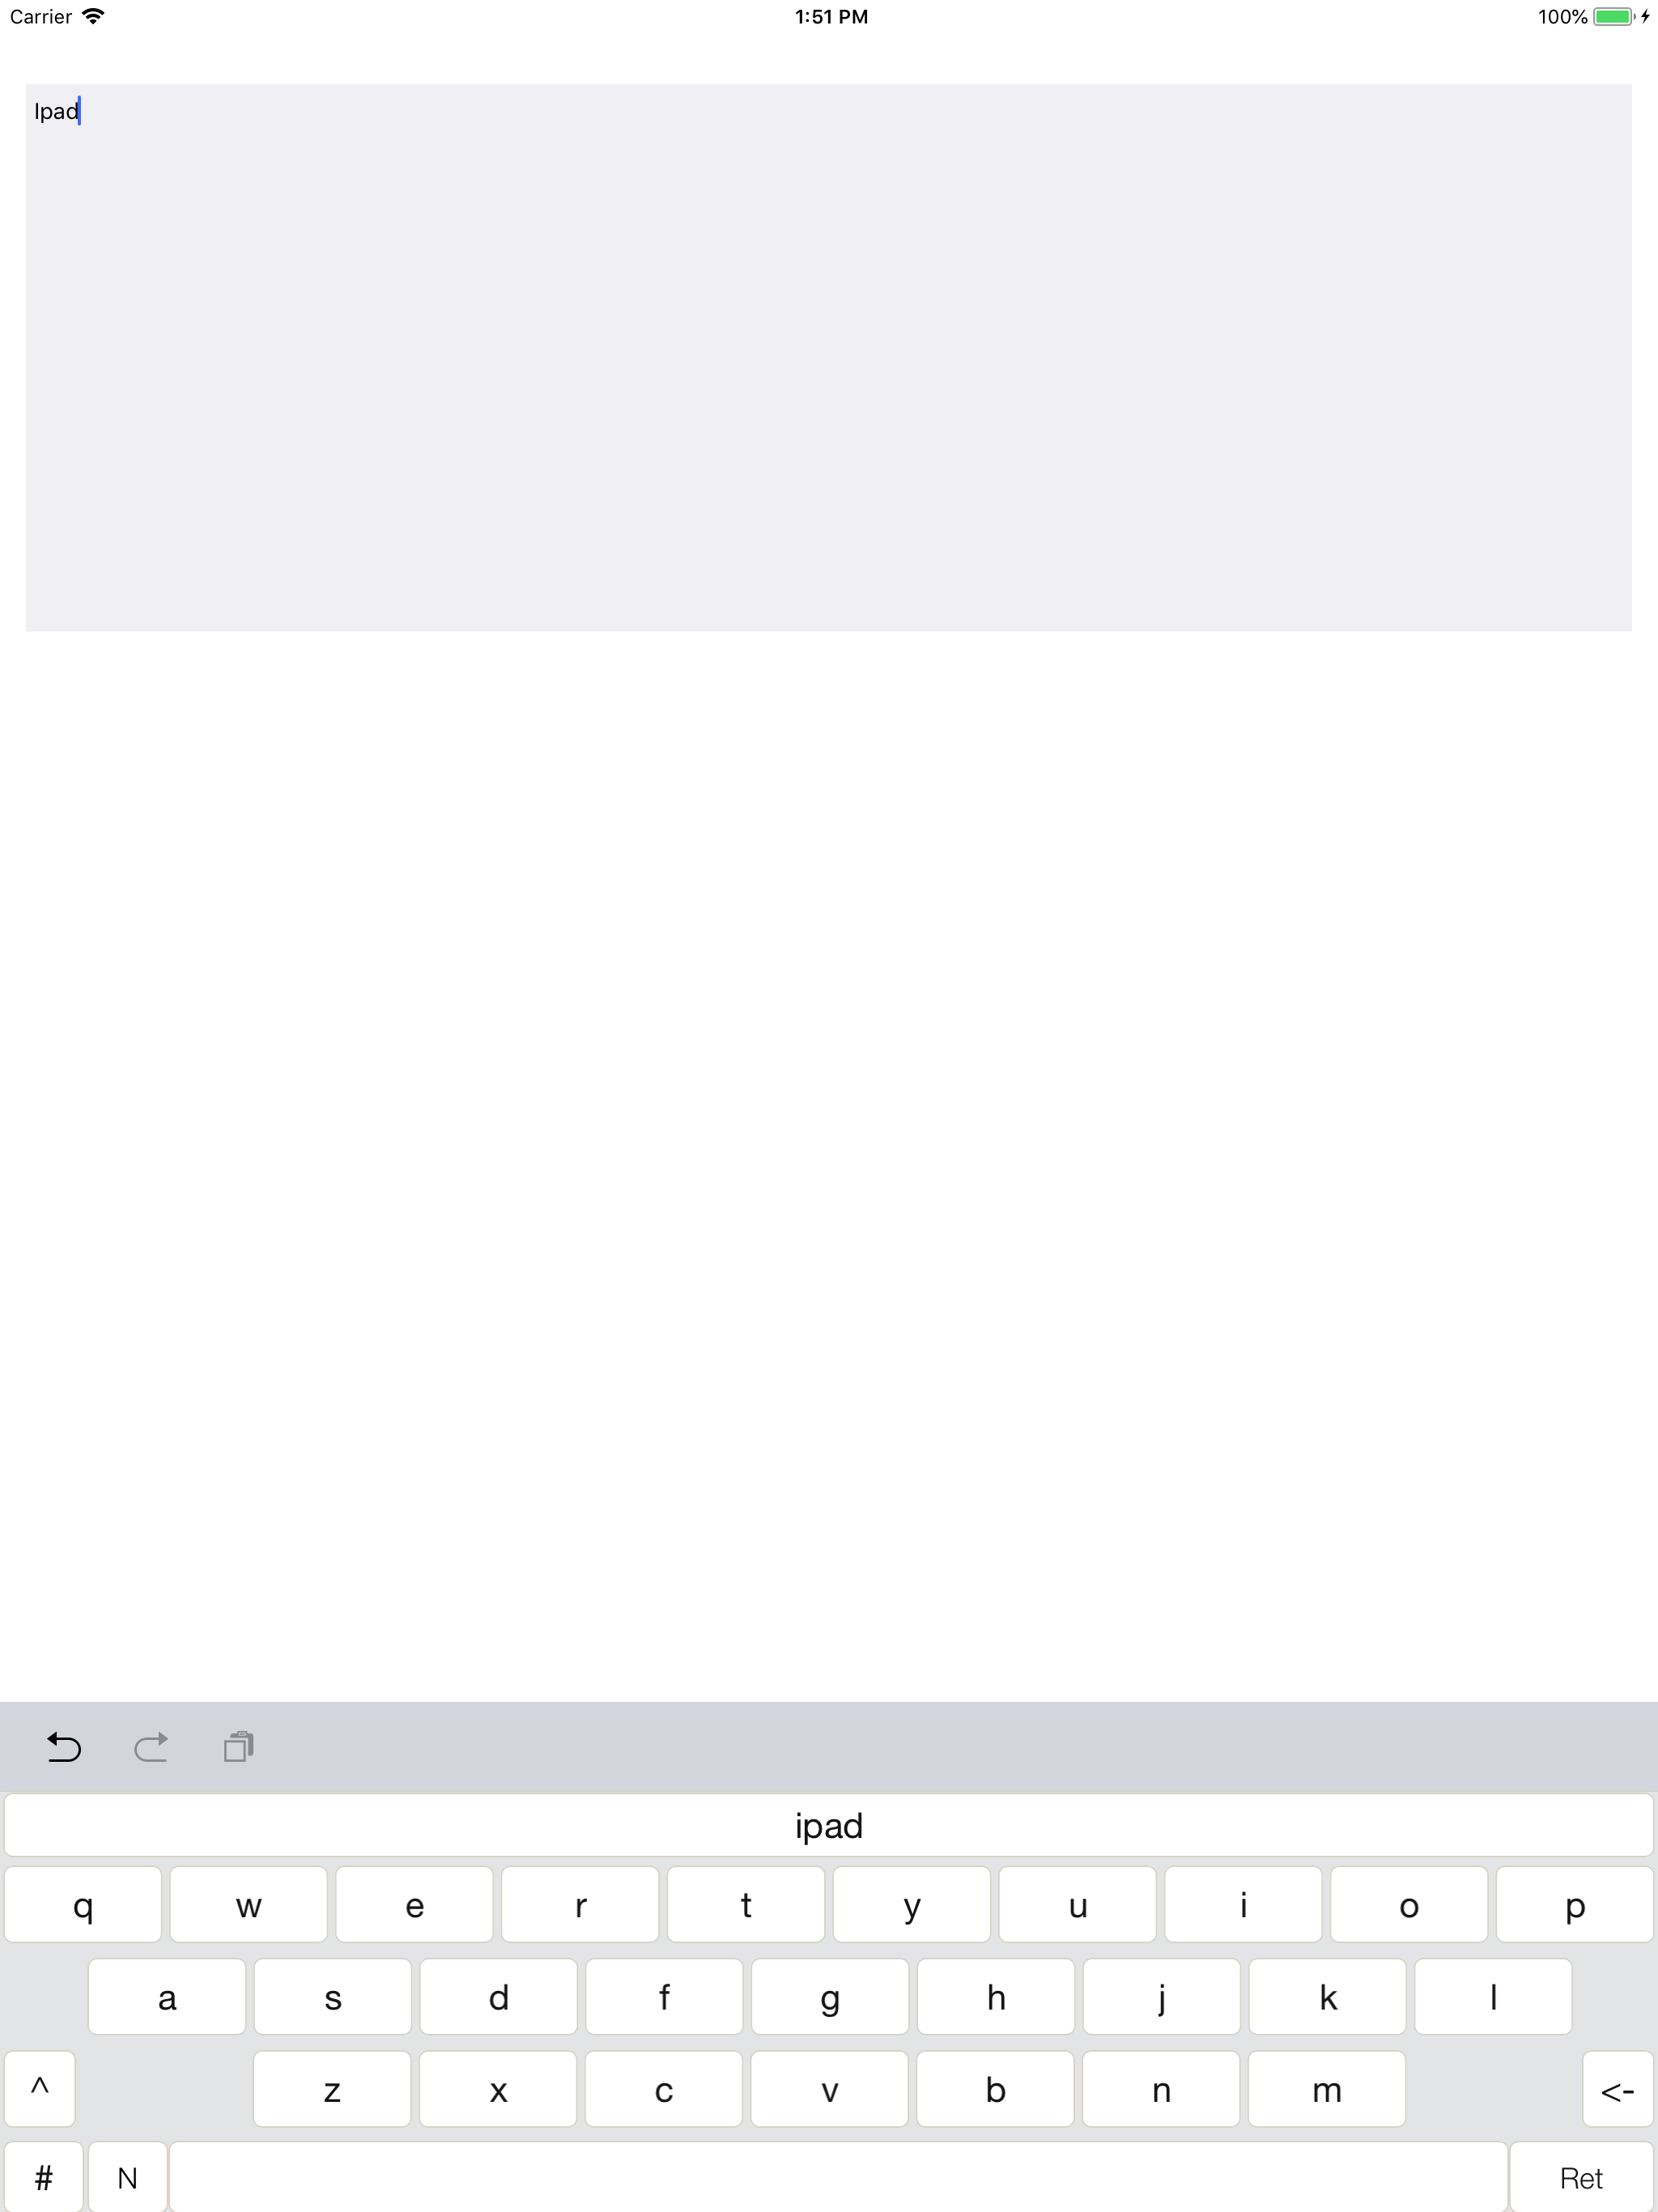 Carrier 1:51 PM 100%
Ipad
ipad
q w e r t y u i o p
a s d f g h j k l
^ z x c v b n m <-
# N Ret